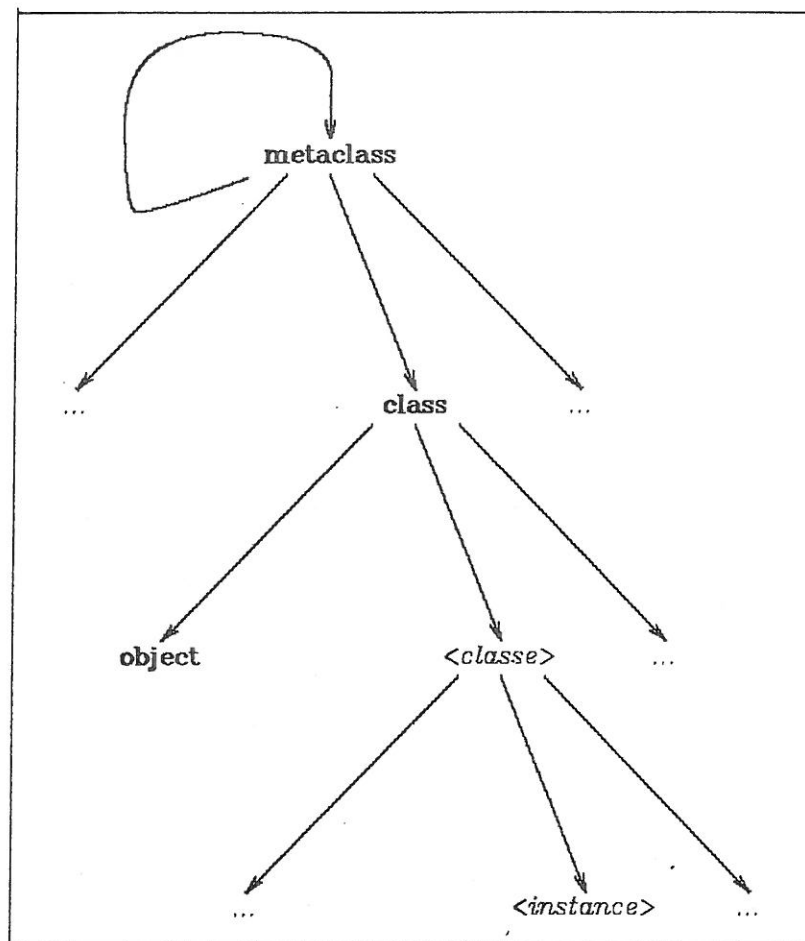 metaclass
... class ...
object <classe> ...
... <instance> ...